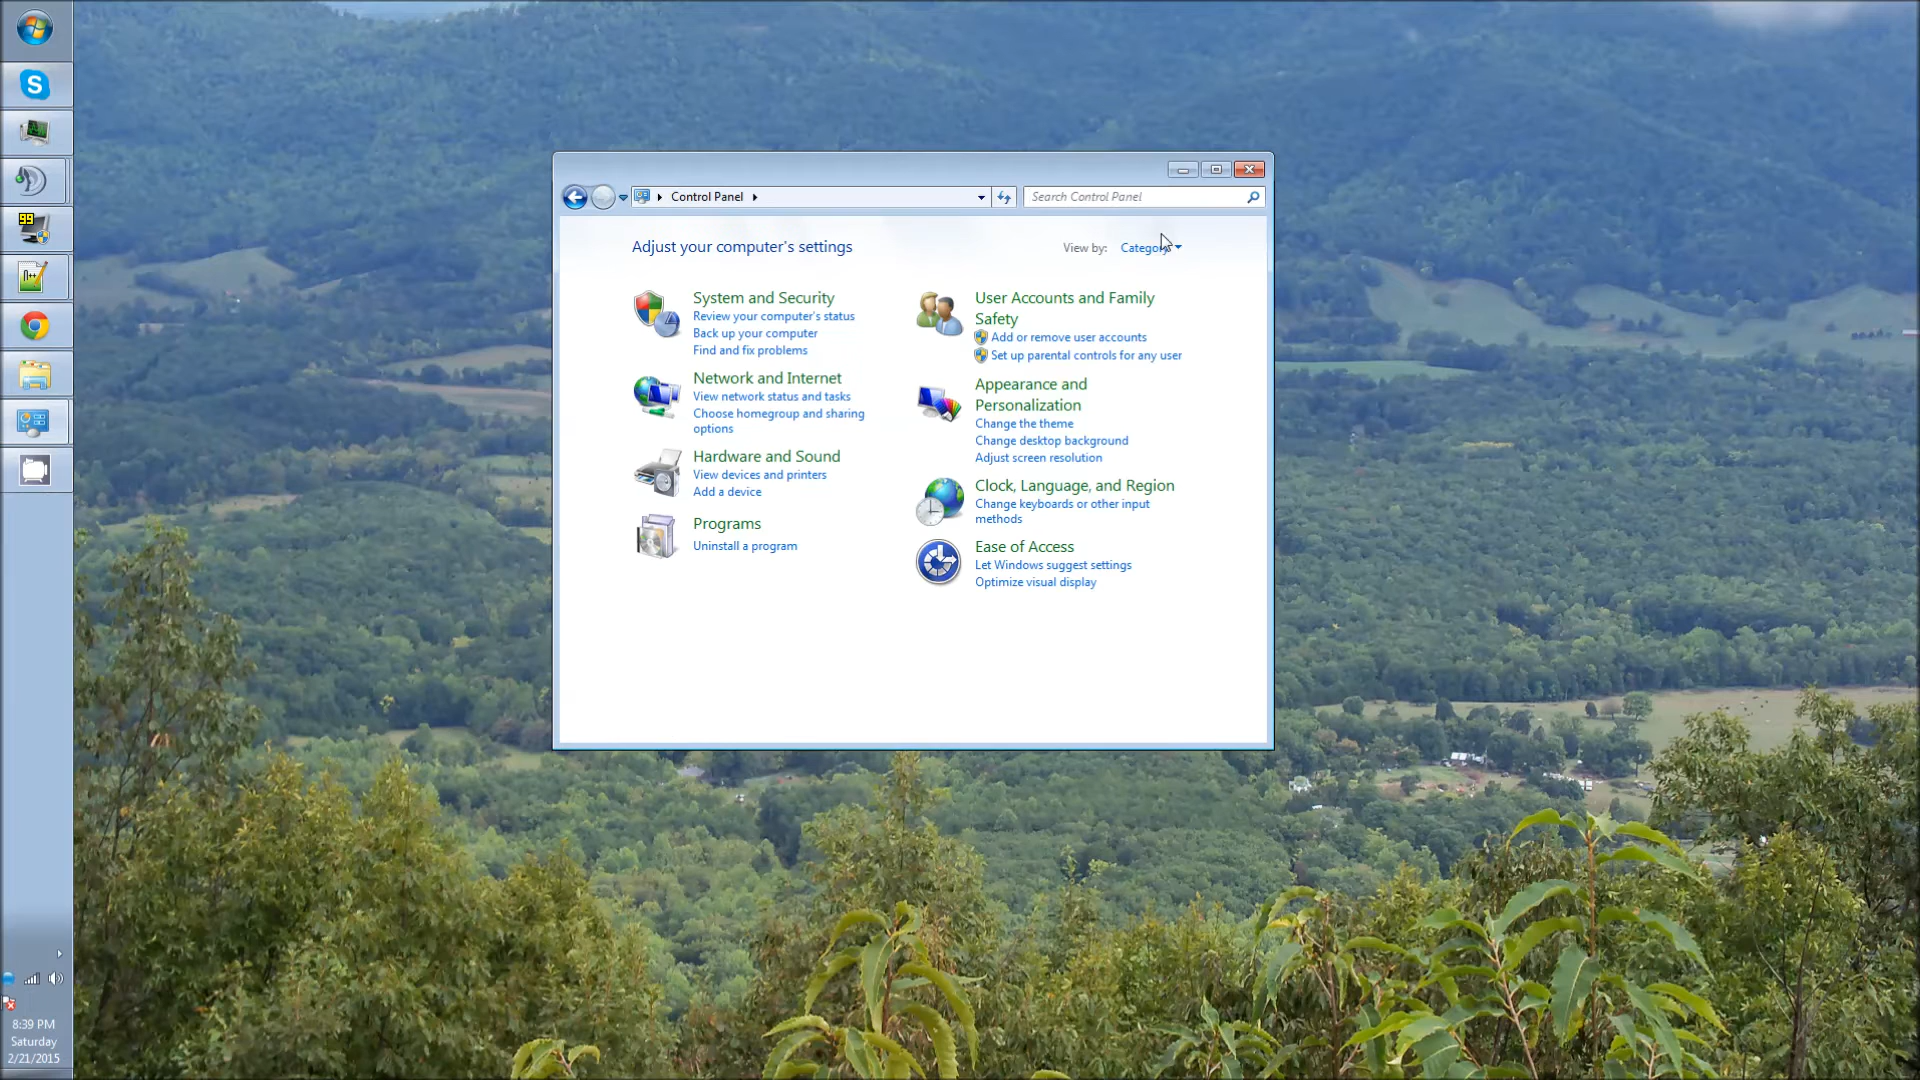 S
99
n++
Control Panel
Search Control Panel
Adjust your computer's settings
View by:
Category
System and Security
Review your computer's status
Back up your computer
Find and fix problems
Network and Internet
View network status and tasks
Choose homegroup and sharing
options
Hardware and Sound
View devices and printers
Add a device
Programs
Uninstall a program
User Accounts and Family
Safety
Add or remove user accounts
Set up parental controls for any user
Appearance and
Personalization
Change the theme
Change desktop background
Adjust screen resolution
Clock, Language, and Region
Change keyboards or other input
methods
Ease of Access
Let Windows suggest settings
Optimize visual display
8:39 PM
Saturday
2/21/2015